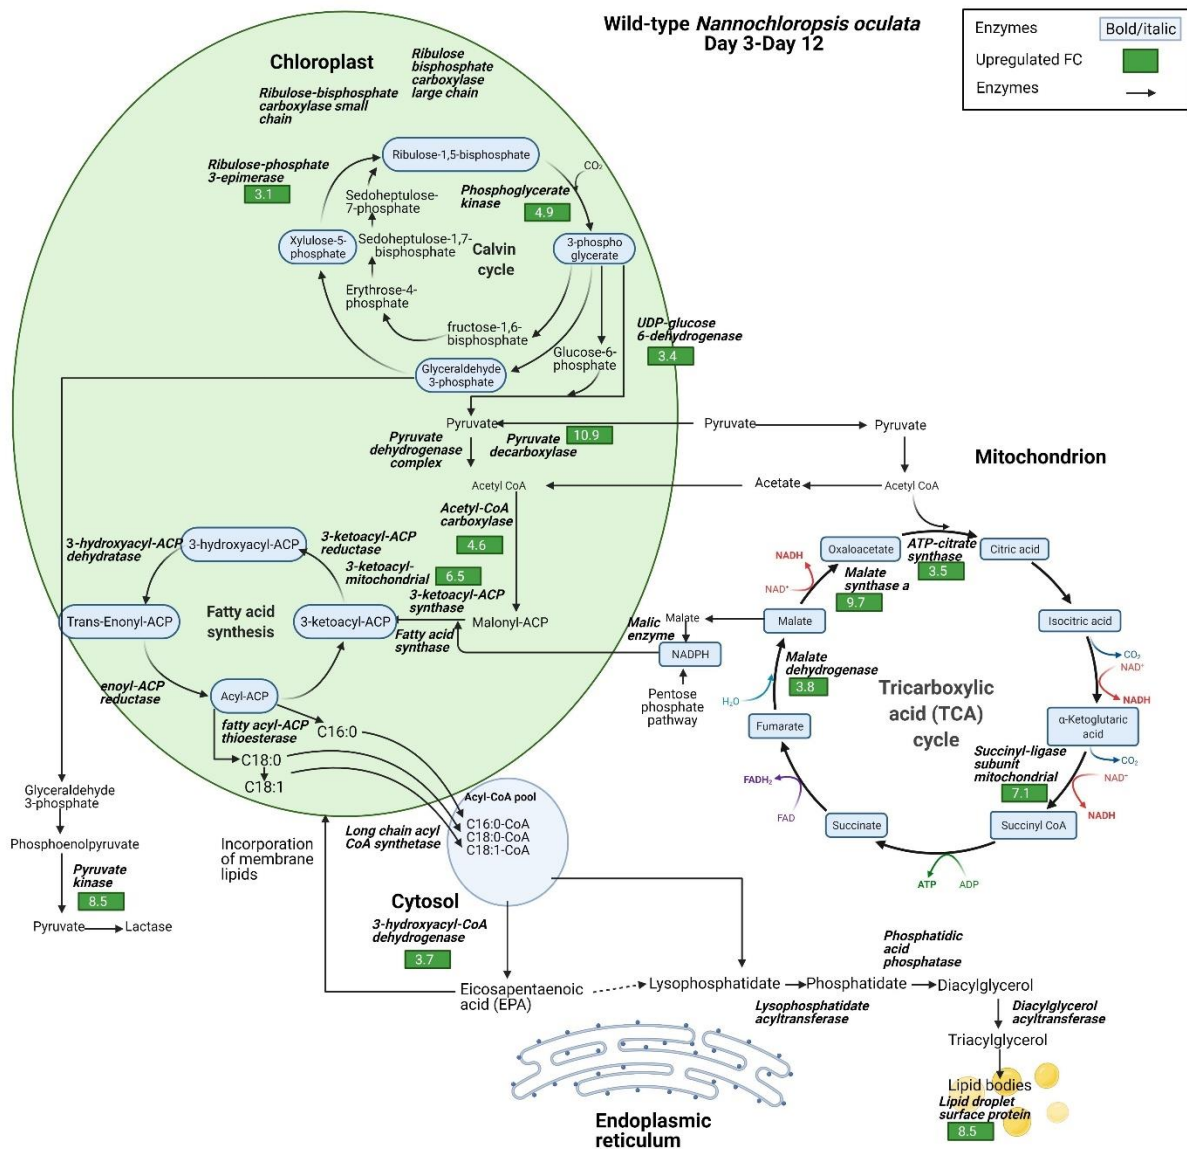 Wild-type Nannochloropsis oculata
Day 3-Day 12
Enzymes
Bold/italic
Upregulated FC
Enzymes
Chloroplast
Ribulose
bisphosphate
carboxylase
large chain
Ribulose-bisphosphate
carboxylase small
chain
Ribulose-phosphate
3-epimerase
3.1
Ribulose-1,5-bisphosphate
CO₂
Sedoheptulose-
7-phosphate
Phosphoglycerate
kinase
4.9
Xylulose-5-
phosphate
Sedoheptulose-1,7-
bisphosphate
Calvin
cycle
3-phospho
glycerate
Erythrose-4-
phosphate
fructose-1,6-
bisphosphate
Glucose-6-
phosphate
UDP-glucose
6-dehydrogenase
3.4
Glyceraldehyde
3-phosphate
Pyruvate
Pyruvate
dehydrogenase
complex
Pyruvate
decarboxylase
10.9
Pyruvate
Pyruvate
Mitochondrion
Acetyl CoA
Acetate
Acetyl CoA
Acetyl-CoA
carboxylase
4.6
3-hydroxyacyl-ACP
dehydratase
3-hydroxyacyl-ACP
3-ketoacyl-ACP
reductase
3-ketoacyl-
mitochondrial
6.5
3-ketoacyl-ACP
synthase
Trans-Enonyl-ACP
Fatty acid
synthesis
3-ketoacyl-ACP
Malonyl-ACP
Fatty acid
synthase
enoyl-ACP
reductase
Acyl-ACP
fatty acyl-ACP
thioesterase
C16:0
C18:0
C18:1
Malic
enzyme
Malate
NADPH
Pentose
phosphate
pathway
Oxaloacetate
ATP-citrate
synthase
3.5
Citric acid
NADH
NAD⁺
Malate
synthase a
9.7
Malate
Isocitric acid
CO₂
NAD⁺
NADH
Malate
dehydrogenase
3.8
H₂O
Fumarate
Tricarboxylic
acid (TCA)
cycle
α-Ketoglutaric
acid
CO₂
NAD⁻
NADH
Succinyl-ligase
subunit
mitochondrial
7.1
FADH₂
FAD
Succinate
Succinyl CoA
ATP
ADP
Glyceraldehyde
3-phosphate
Phosphoenolpyruvate
Pyruvate
kinase
8.5
Pyruvate
Lactase
Incorporation
of membrane
lipids
Long chain acyl
CoA synthetase
Acyl-CoA pool
C16:0-CoA
C18:0-CoA
C18:1-CoA
Cytosol
3-hydroxyacyl-CoA
dehydrogenase
3.7
Eicosapentaenoic
acid (EPA)
Lysophosphatidate
Lysophosphatidate
acyltransferase
Phosphatidate
Phosphatidic
acid
phosphatase
Diacylglycerol
Diacylglycerol
acyltransferase
Triacylglycerol
Lipid bodies
Lipid droplet
surface protein
8.5
Endoplasmic
reticulum